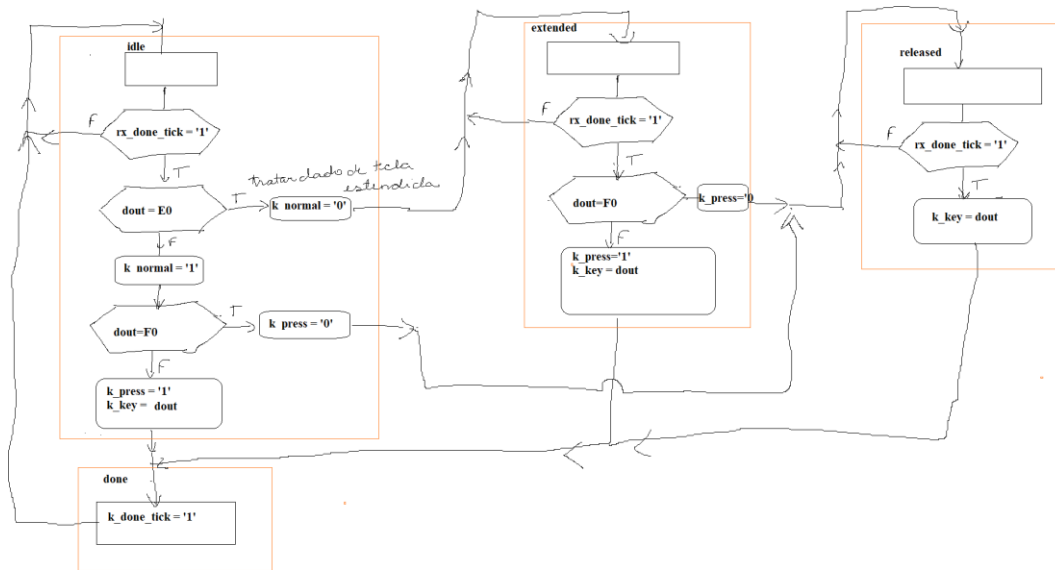 idle
rx_done_tick = '1'
F
T
dout = E0
T
tratar dado de tecla
estendida
k_normal = '0'
F
k_normal = '1'
dout=F0
T
k_press = '0'
F
k_press = '1'
k_key = dout
done
k_done_tick = '1'
extended
rx_done_tick = '1'
F
T
dout=F0
k_press='0
F
k_press='1'
k_key = dout
released
rx_done_tick = '1'
F
T
k_key = dout